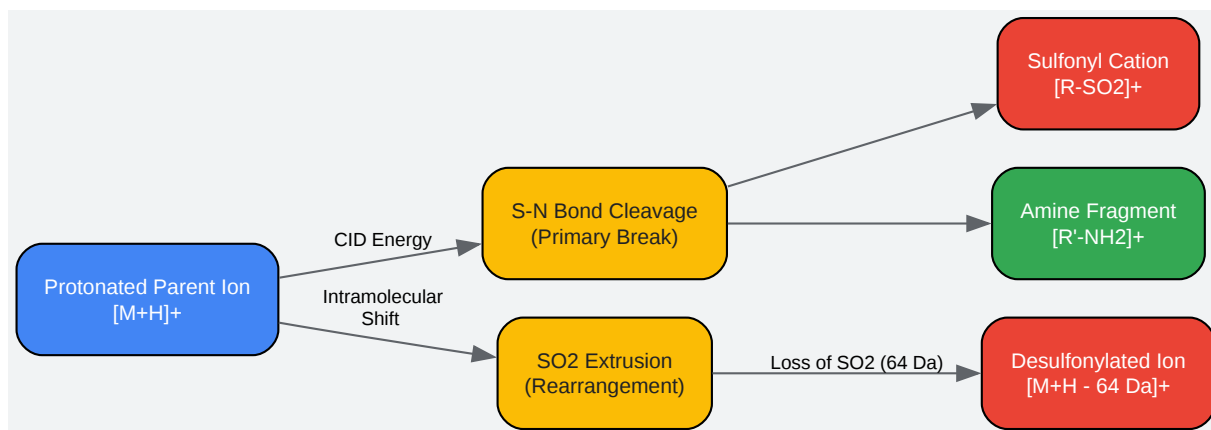 Protonated Parent Ion
[M+H]+
CID Energy
Intramolecular
Shift
S-N Bond Cleavage
(Primary Break)
SO2 Extrusion
(Rearrangement)
Loss of SO2 (64 Da)
Sulfonyl Cation
[R-SO2]+
Amine Fragment
[R'-NH2]+
Desulfonylated Ion
[M+H - 64 Da]+